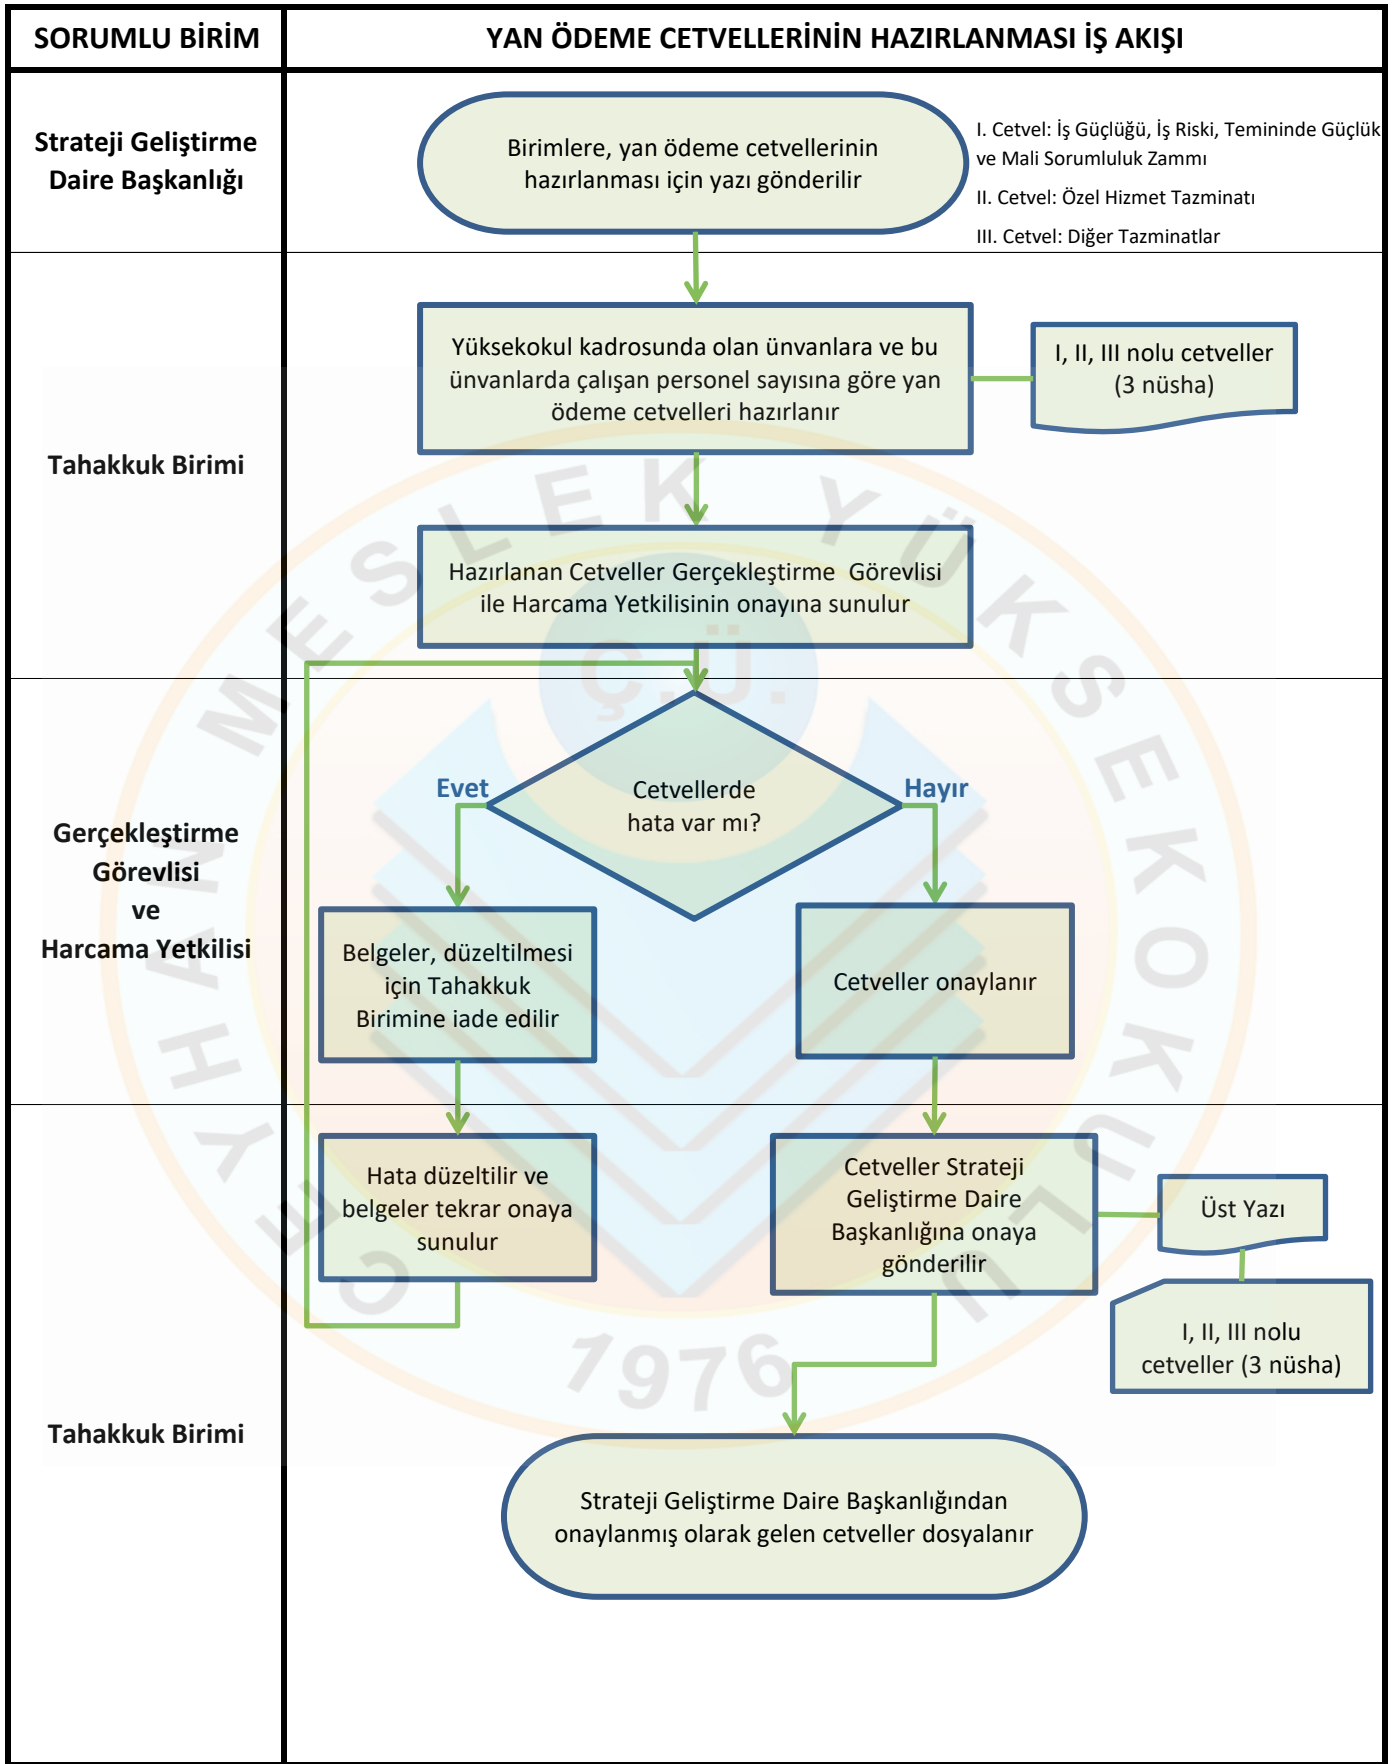 SORUMLU BİRİM
YAN ÖDEME CETVELLERİNİN HAZIRLANMASI İŞ AKIŞI
Strateji Geliştirme
Daire Başkanlığı
Birimlere, yan ödeme cetvellerinin
hazırlanması için yazı gönderilir
I. Cetvel: İş Güçlüğü, İş Riski, Temininde Güçlük
ve Mali Sorumluluk Zammı
II. Cetvel: Özel Hizmet Tazminatı
III. Cetvel: Diğer Tazminatlar
Tahakkuk Birimi
Yüksekokul kadrosunda olan ünvanlara ve bu
ünvanlarda çalışan personel sayısına göre yan
ödeme cetvelleri hazırlanır
I, II, III nolu cetveller
(3 nüsha)
Hazırlanan Cetveller Gerçekleştirme Görevlisi
ile Harcama Yetkilisinin onayına sunulur
Gerçekleştirme
Görevlisi
ve
Harcama Yetkilisi
Evet
Cetvellerde
hata var mı?
Hayır
Belgeler, düzeltilmesi
için Tahakkuk
Birimine iade edilir
Cetveller onaylanır
Tahakkuk Birimi
Hata düzeltilir ve
belgeler tekrar onaya
sunulur
Cetveller Strateji
Geliştirme Daire
Başkanlığına onaya
gönderilir
Üst Yazı
I, II, III nolu
cetveller (3 nüsha)
Strateji Geliştirme Daire Başkanlığından
onaylanmış olarak gelen cetveller dosyalanır
CEYHAN MESLEK YÜKSEKOKULU
Ç.Ü.
1976